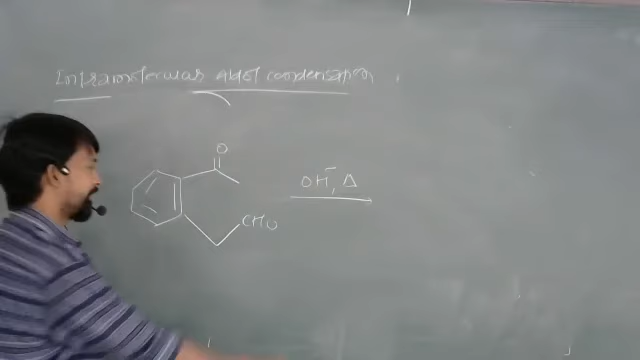 Intramolecular aldol condensation
O
OH⁻, Δ
CHO